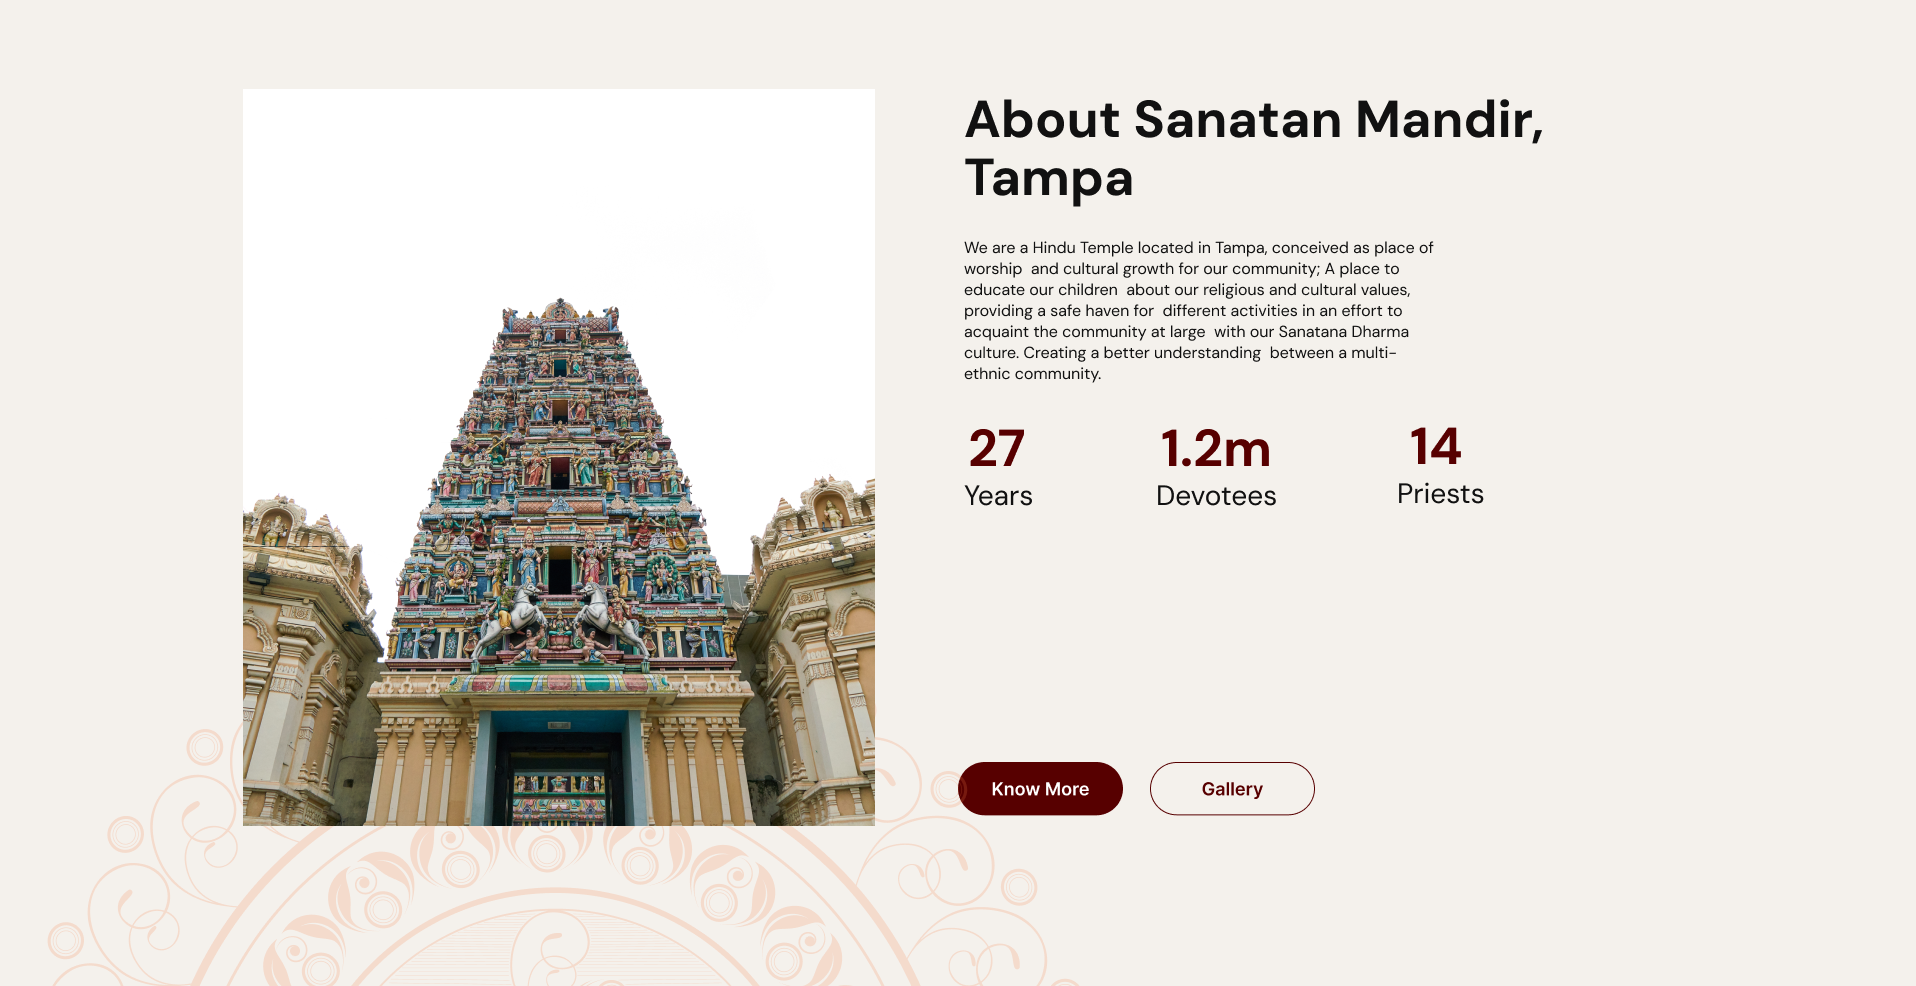 About Sanatan Mandir,
Tampa
We are a Hindu Temple located in Tampa, conceived as place of
worship  and cultural growth for our community; A place to
educate our children  about our religious and cultural values,
providing a safe haven for  different activities in an effort to
acquaint the community at large  with our Sanatana Dharma
culture. Creating a better understanding  between a multi-
ethnic community.
27
Years
1.2m
Devotees
14
Priests
Know More
Gallery